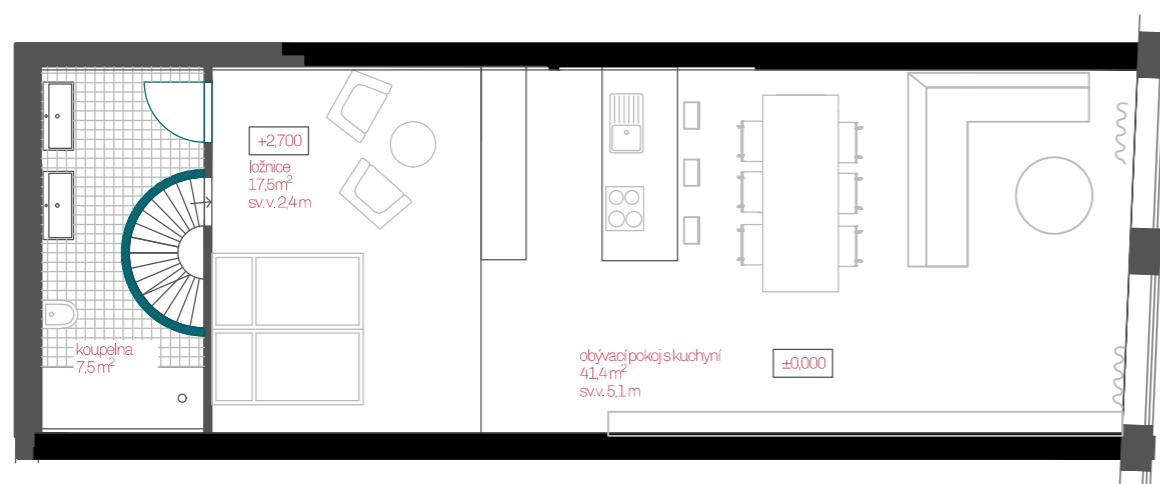 +2,700
ložnice
17,5m²
sv. v. 2,4 m
koupelna
7,5 m²
obývací pokoj s kuchyní
41,4 m²
sv.v. 5,1 m
±0,000